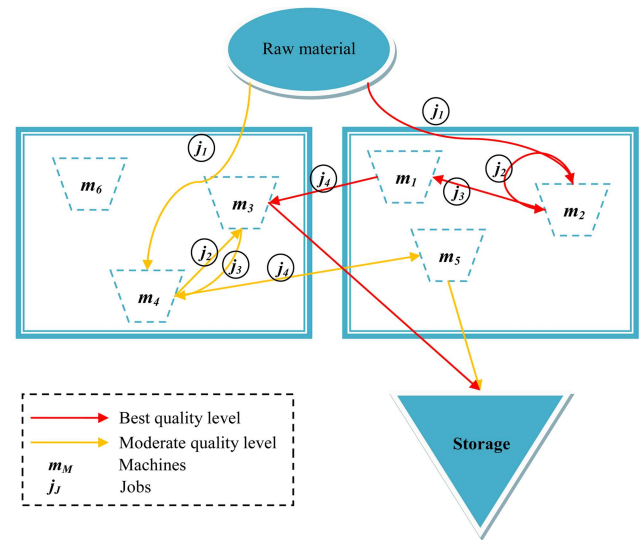 Raw material
j1
j1
m6
m3
j4
m1
j3
j2
m2
j2
j3
j4
m5
m4
Best quality level
Moderate quality level
mM Machines
jJ Jobs
Storage